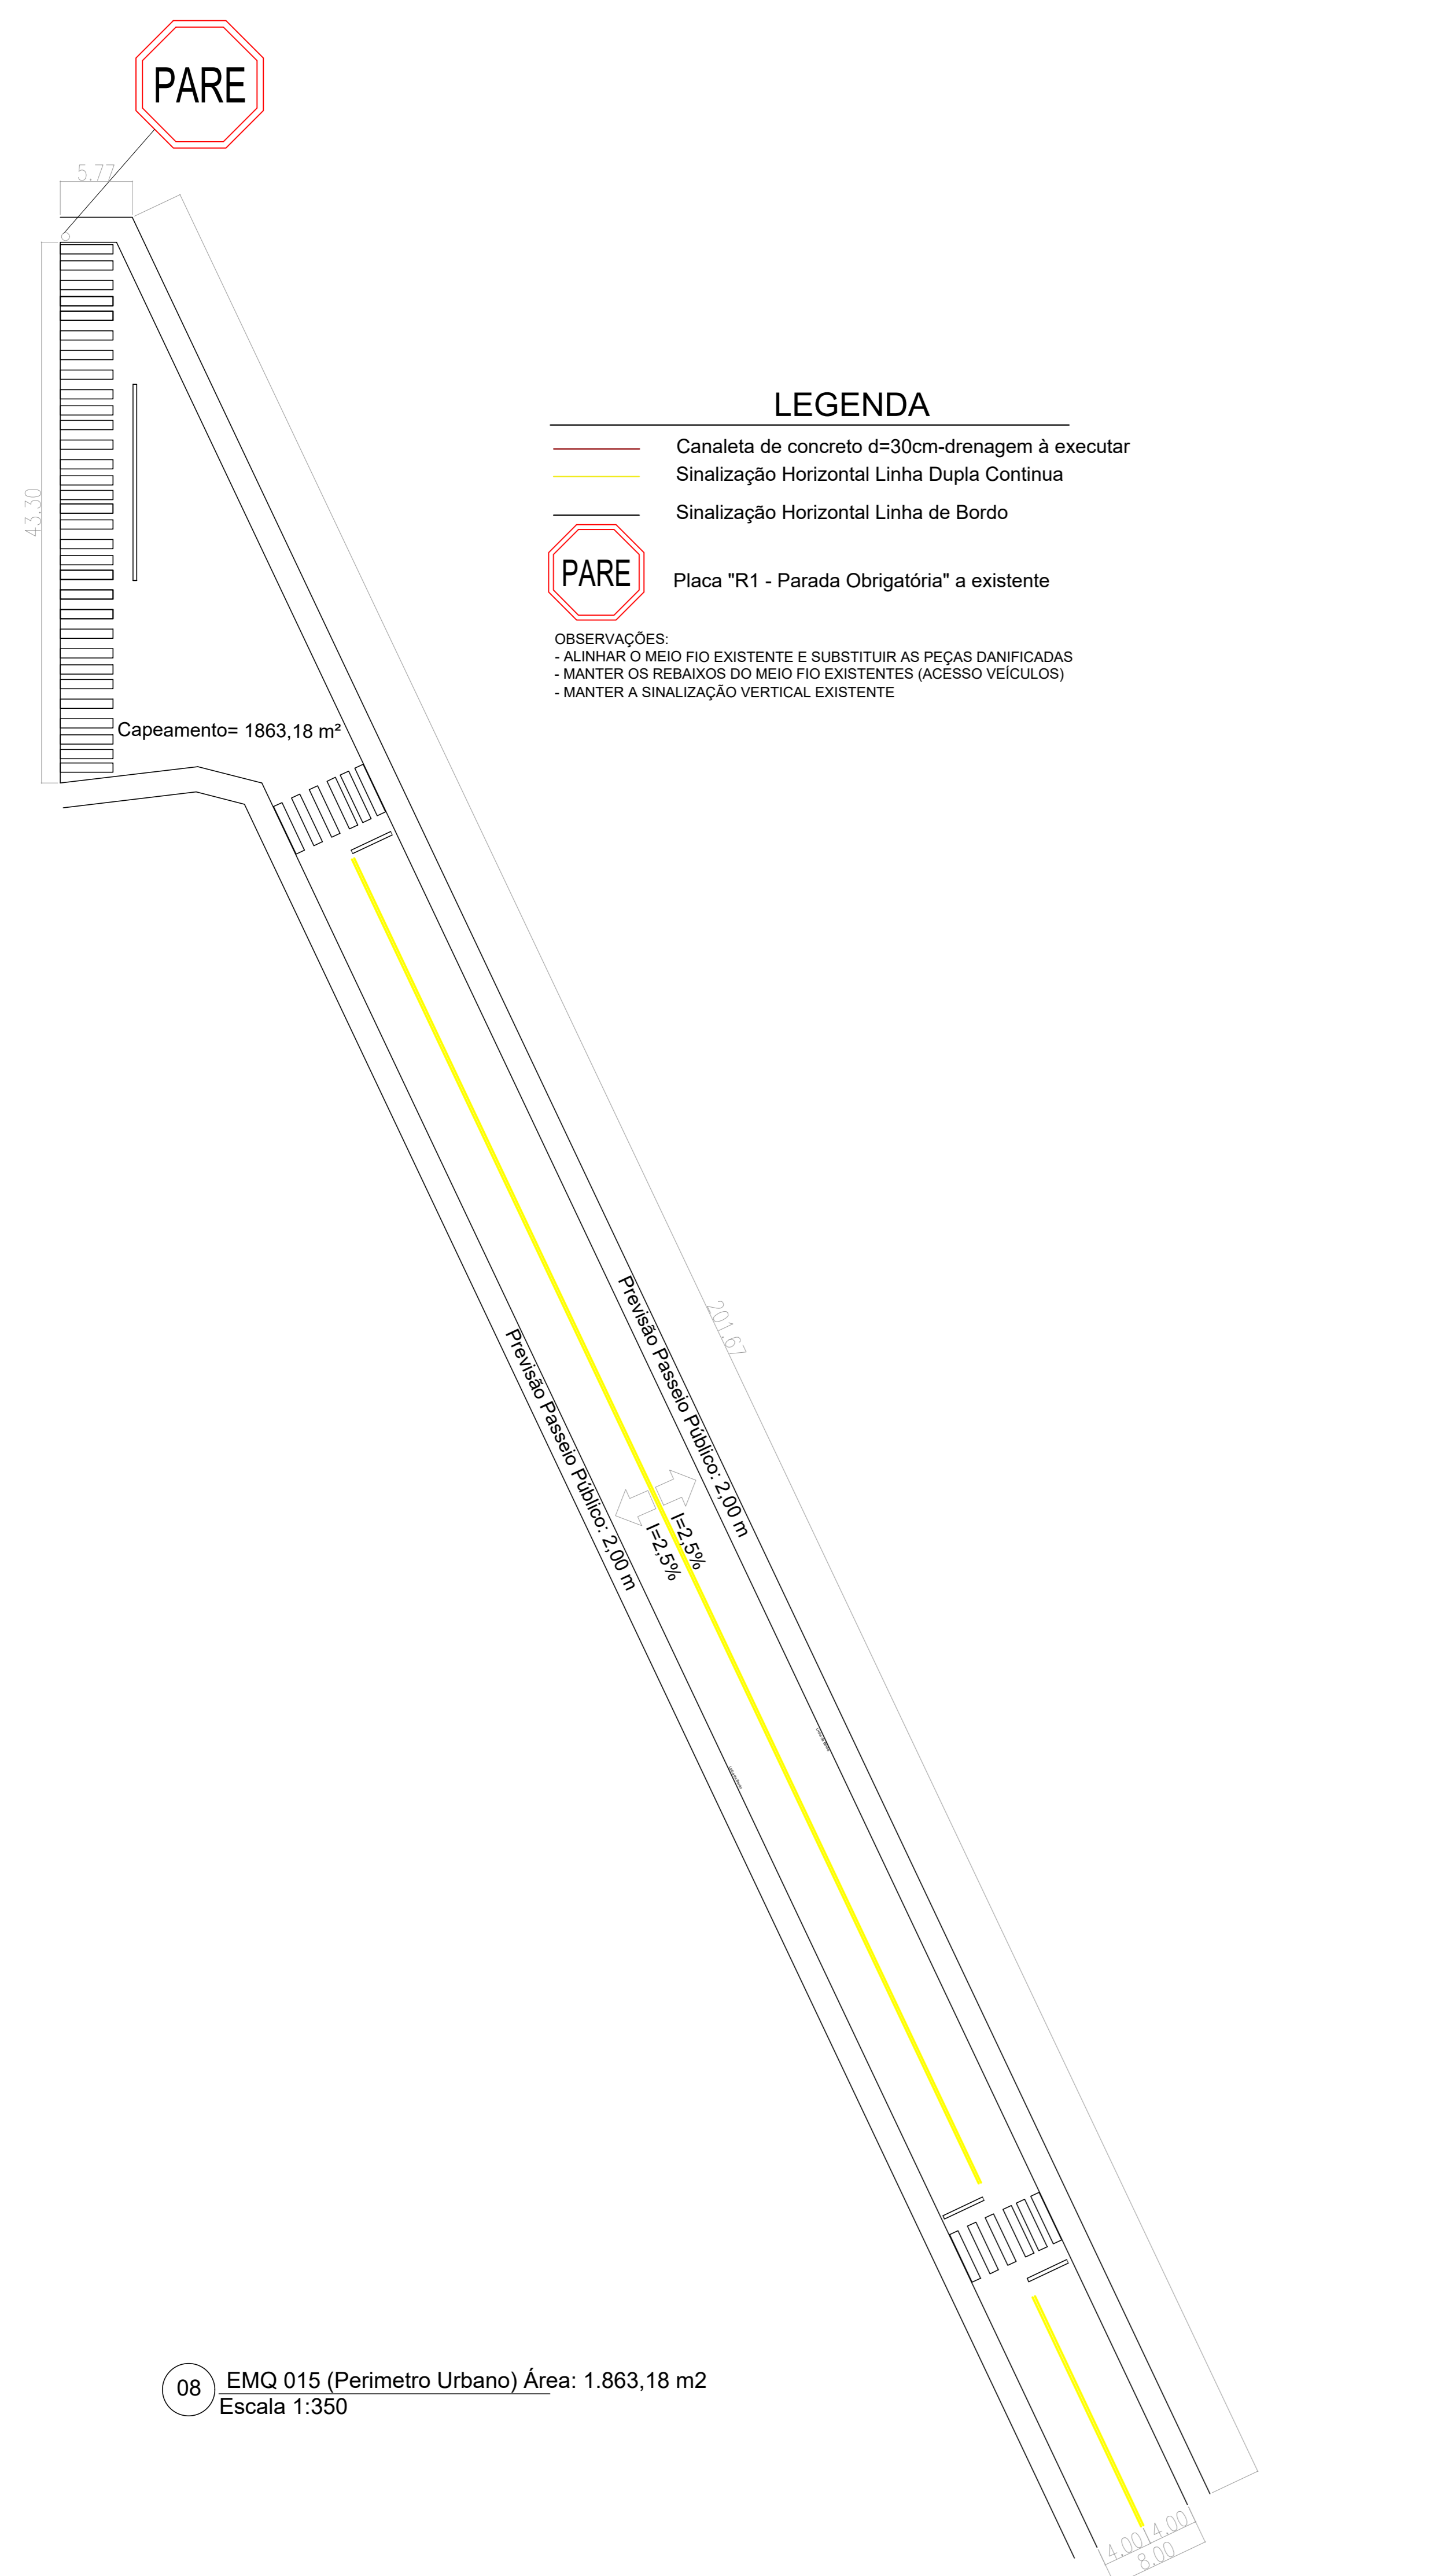 PARE
5.77
43.30
LEGENDA
Canaleta de concreto d=30cm-drenagem à executar
Sinalização Horizontal Linha Dupla Continua
Sinalização Horizontal Linha de Bordo
PARE
Placa "R1 - Parada Obrigatória" a existente
OBSERVAÇÕES:
- ALINHAR O MEIO FIO EXISTENTE E SUBSTITUIR AS PEÇAS DANIFICADAS
- MANTER OS REBAIXOS DO MEIO FIO EXISTENTES (ACESSO VEÍCULOS)
- MANTER A SINALIZAÇÃO VERTICAL EXISTENTE
Capeamento= 1863,18 m²
201.67
Previsão Passeio Público: 2,00 m
Previsão Passeio Público: 2,00 m
I=2,5%
I=2,5%
08
EMQ 015 (Perimetro Urbano) Área: 1.863,18 m2
Escala 1:350
4.00
4.00
8.00